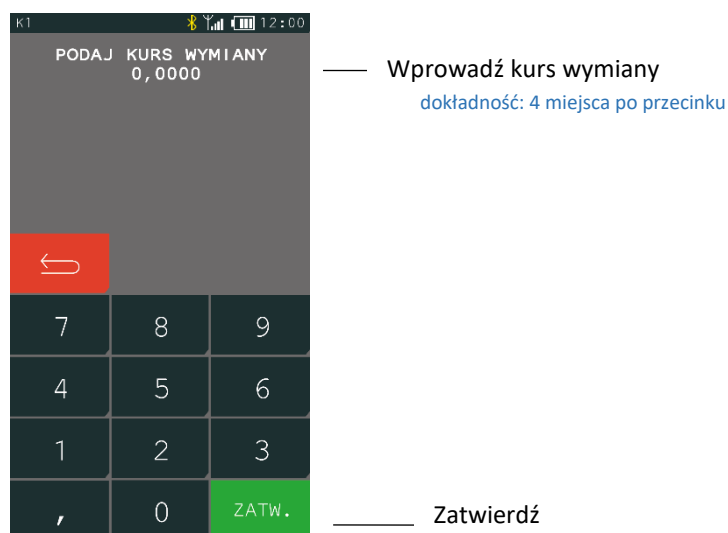 K1 12:00
PODAJ KURS WYMIANY
0,0000
Wprowadź kurs wymiany
dokładność: 4 miejsca po przecinku
7 8 9
4 5 6
1 2 3
, 0 ZATW.
Zatwierdź